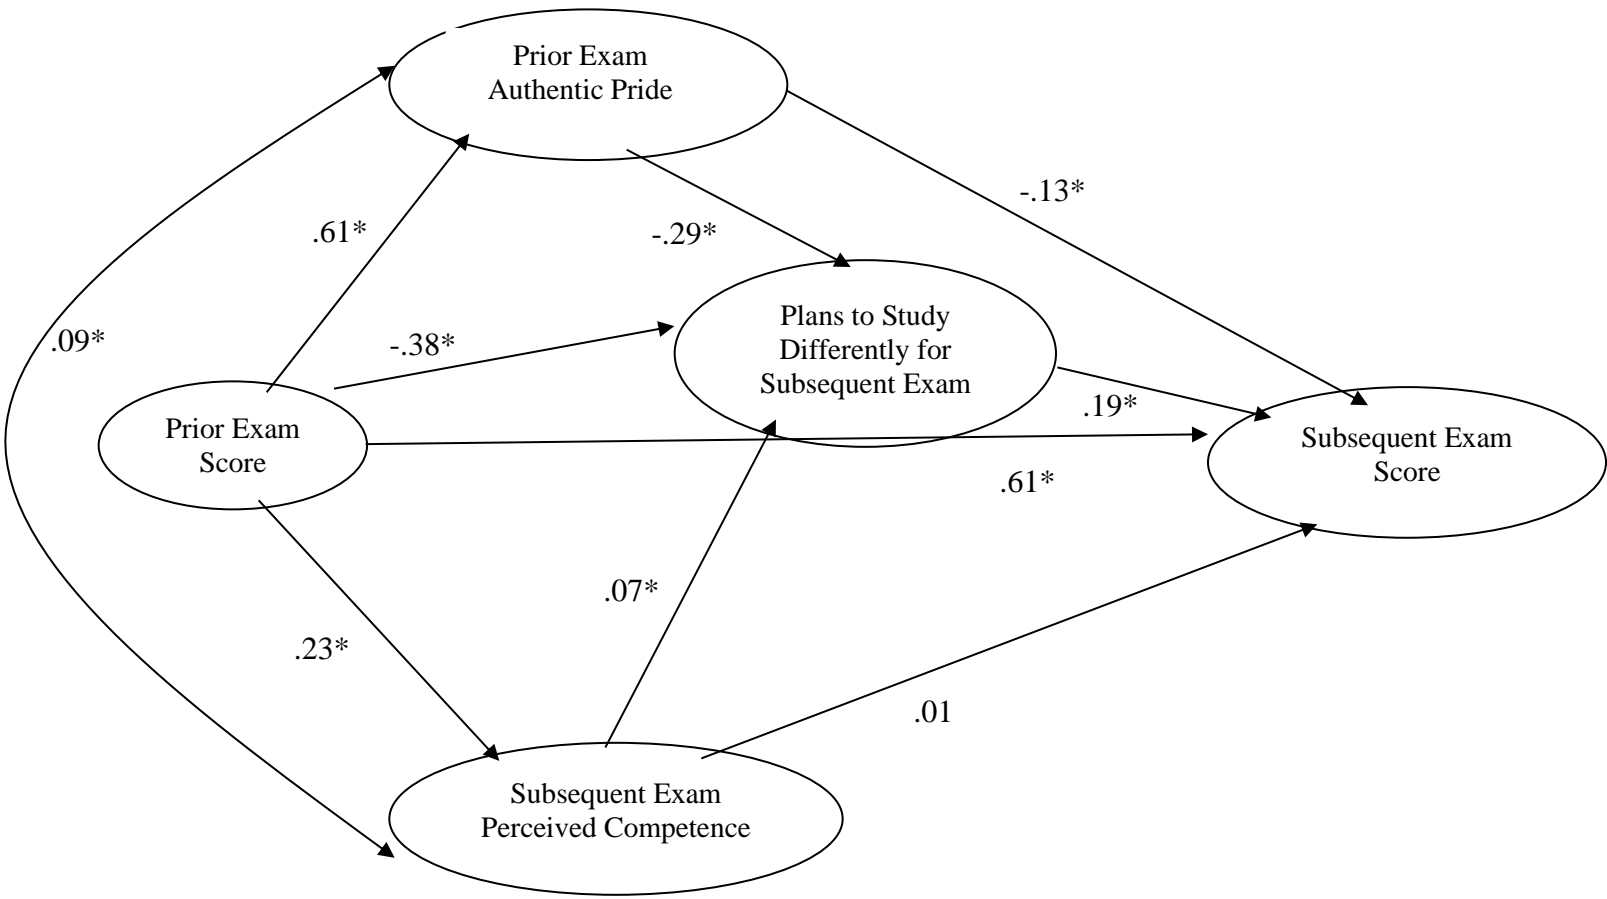 Prior Exam
Authentic Pride
-.13*
.61*
-.29*
Plans to Study
Differently for
Subsequent Exam
.09*
-.38*
.19*
Prior Exam
Score
Subsequent Exam
Score
.61*
.07*
.23*
.01
Subsequent Exam
Perceived Competence